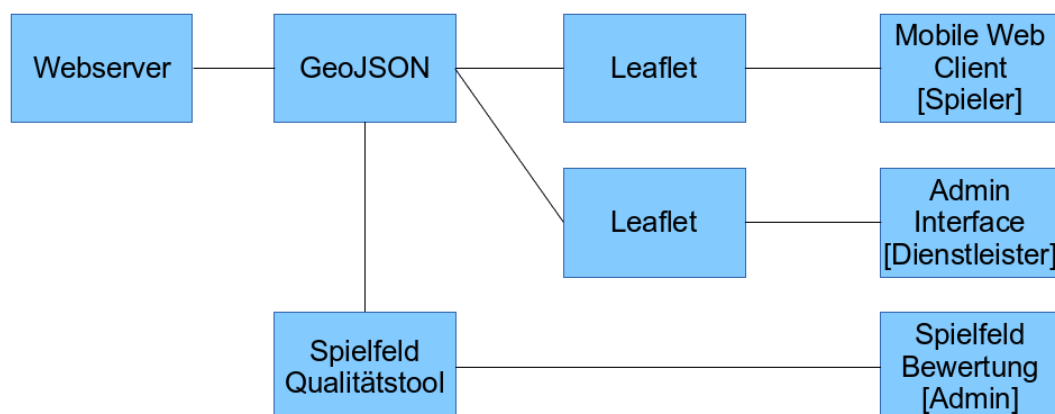 Webserver
GeoJSON
Leaflet
Mobile Web
Client
[Spieler]
Leaflet
Admin
Interface
[Dienstleister]
Spielfeld
Qualitätstool
Spielfeld
Bewertung
[Admin]